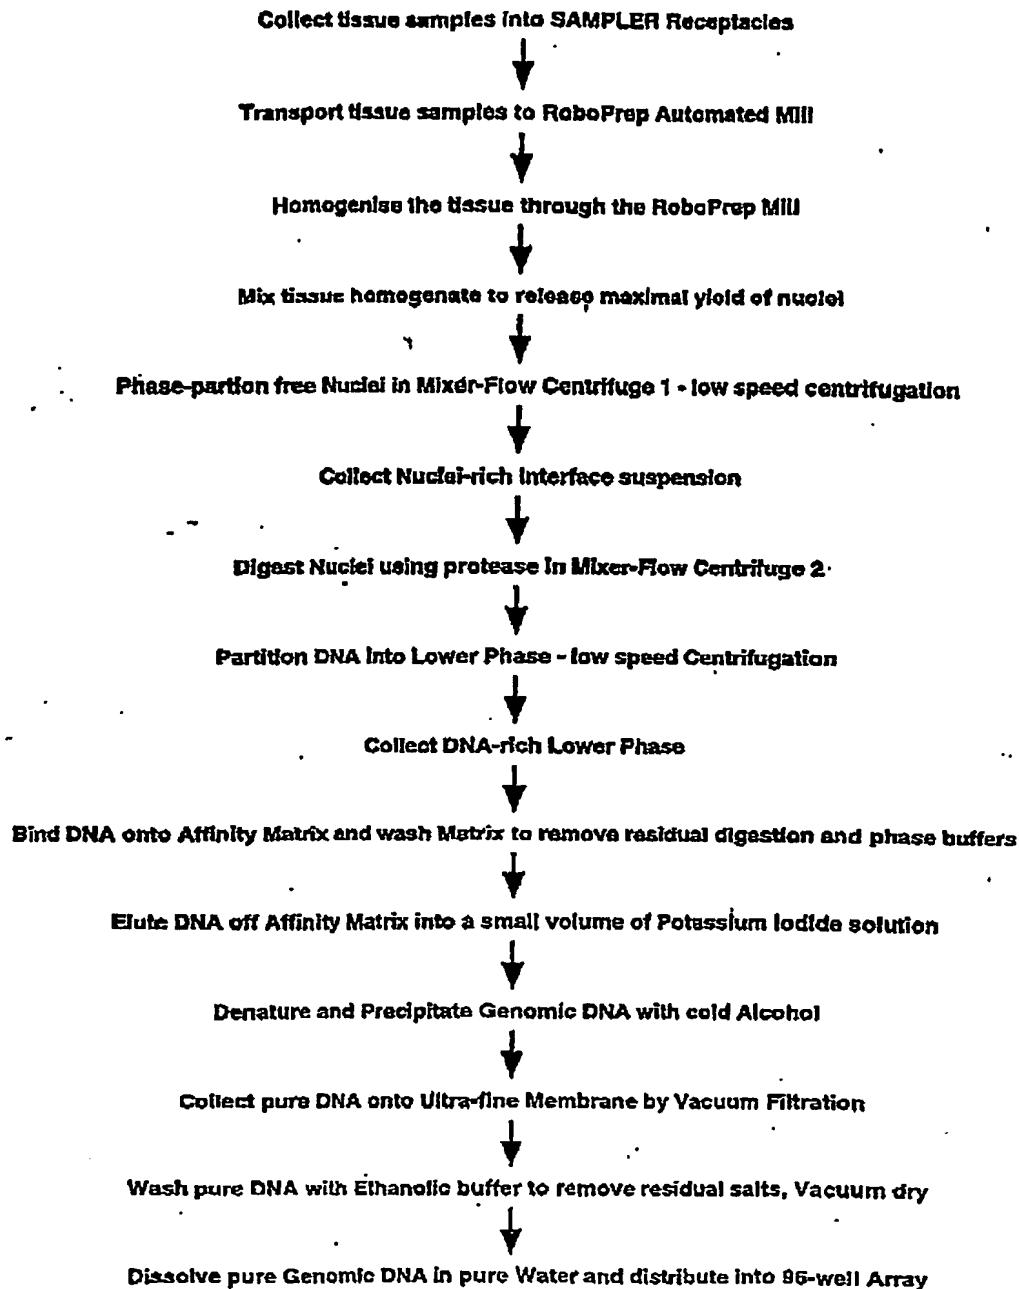 Collect tissue samples into SAMPLER Receptacles
Transport tissue samples to RoboPrep Automated Mill
Homogenise the tissue through the RoboPrep Mill
Mix tissue homogenate to release maximal yield of nuclei
Phase-partion free Nuclei in Mixer-Flow Centrifuge 1 - low speed centrifugation
Collect Nuclei-rich Interface suspension
Digest Nuclei using protease in Mixer-Flow Centrifuge 2
Partition DNA into Lower Phase - low speed Centrifugation
Collect DNA-rich Lower Phase
Bind DNA onto Affinity Matrix and wash Matrix to remove residual digestion and phase buffers
Elute DNA off Affinity Matrix into a small volume of Potassium Iodide solution
Denature and Precipitate Genomic DNA with cold Alcohol
Collect pure DNA onto Ultra-fine Membrane by Vacuum Filtration
Wash pure DNA with Ethanolic buffer to remove residual salts, Vacuum dry
Dissolve pure Genomic DNA in pure Water and distribute into 96-well Array